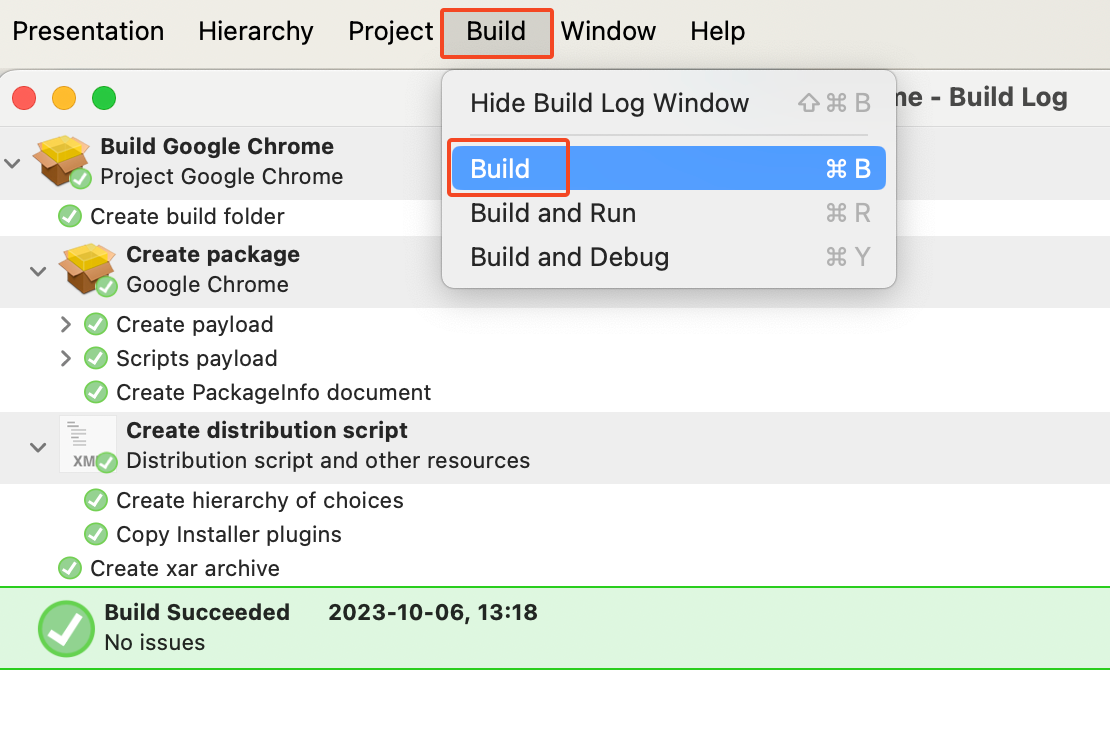 Presentation Hierarchy Project Build Window Help
me - Build Log
Hide Build Log Window ⇧ ⌘ B
Build ⌘ B
Build and Run ⌘ R
Build and Debug ⌘ Y
Build Google Chrome
Project Google Chrome
Create build folder
Create package
Google Chrome
Create payload
Scripts payload
Create PackageInfo document
Create distribution script
XML
Distribution script and other resources
Create hierarchy of choices
Copy Installer plugins
Create xar archive
Build Succeeded 2023-10-06, 13:18
No issues